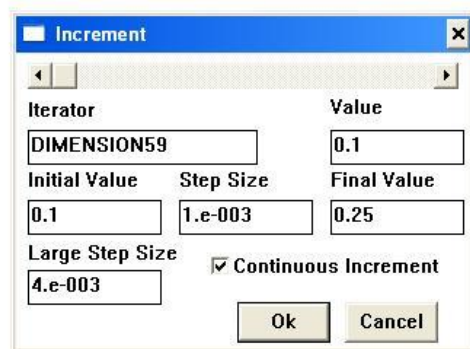 Increment
Iterator Value
DIMENSION59 0.1
Initial Value Step Size Final Value
0.1 1.e-003 0.25
Large Step Size
Continuous Increment
4.e-003
Ok Cancel